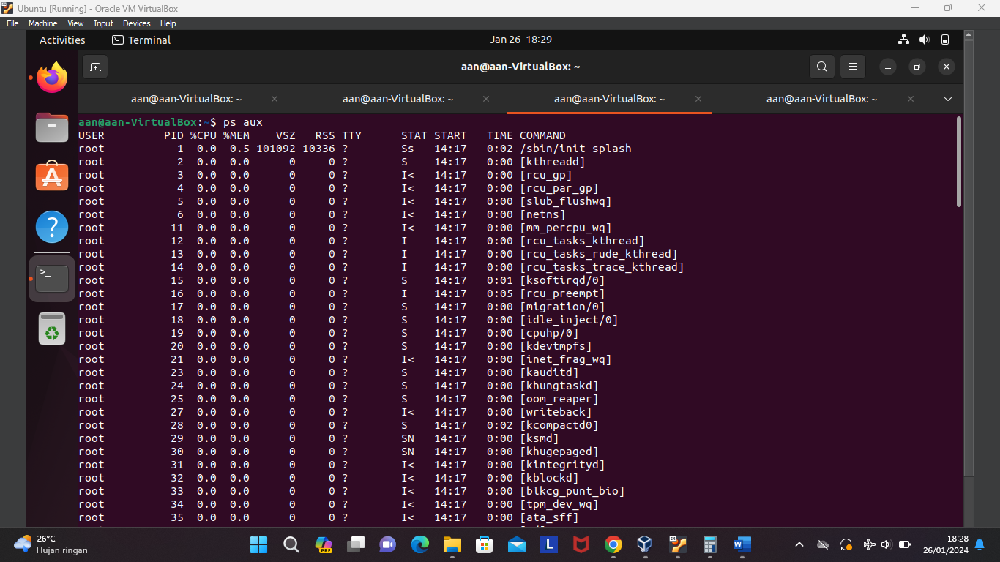 Ubuntu [Running] - Oracle VM VirtualBox
File Machine View Input Devices Help
Activities Terminal Jan 26 18:29
aan@aan-VirtualBox: ~
aan@aan-VirtualBox: ~ aan@aan-VirtualBox: ~ aan@aan-VirtualBox: ~ aan@aan-VirtualBox: ~
aan@aan-VirtualBox:~$ ps aux
USER PID %CPU %MEM VSZ RSS TTY STAT START TIME COMMAND
root 1 0.0 0.5 101092 10336 ? Ss 14:17 0:02 /sbin/init splash
root 2 0.0 0.0 0 0 ? S 14:17 0:00 [kthreadd]
root 3 0.0 0.0 0 0 ? I< 14:17 0:00 [rcu_gp]
root 4 0.0 0.0 0 0 ? I< 14:17 0:00 [rcu_par_gp]
root 5 0.0 0.0 0 0 ? I< 14:17 0:00 [slub_flushwq]
root 6 0.0 0.0 0 0 ? I< 14:17 0:00 [netns]
root 11 0.0 0.0 0 0 ? I< 14:17 0:00 [mm_percpu_wq]
root 12 0.0 0.0 0 0 ? I 14:17 0:00 [rcu_tasks_kthread]
root 13 0.0 0.0 0 0 ? I 14:17 0:00 [rcu_tasks_rude_kthread]
root 14 0.0 0.0 0 0 ? I 14:17 0:00 [rcu_tasks_trace_kthread]
root 15 0.0 0.0 0 0 ? S 14:17 0:01 [ksoftirqd/0]
root 16 0.0 0.0 0 0 ? I 14:17 0:05 [rcu_preempt]
root 17 0.0 0.0 0 0 ? S 14:17 0:00 [migration/0]
root 18 0.0 0.0 0 0 ? S 14:17 0:00 [idle_inject/0]
root 19 0.0 0.0 0 0 ? S 14:17 0:00 [cpuhp/0]
root 20 0.0 0.0 0 0 ? S 14:17 0:00 [kdevtmpfs]
root 21 0.0 0.0 0 0 ? I< 14:17 0:00 [inet_frag_wq]
root 23 0.0 0.0 0 0 ? S 14:17 0:00 [kauditd]
root 24 0.0 0.0 0 0 ? S 14:17 0:00 [khungtaskd]
root 25 0.0 0.0 0 0 ? S 14:17 0:00 [oom_reaper]
root 27 0.0 0.0 0 0 ? I< 14:17 0:00 [writeback]
root 28 0.0 0.0 0 0 ? S 14:17 0:02 [kcompactd0]
root 29 0.0 0.0 0 0 ? SN 14:17 0:00 [ksmd]
root 30 0.0 0.0 0 0 ? SN 14:17 0:00 [khugepaged]
root 31 0.0 0.0 0 0 ? I< 14:17 0:00 [kintegrityd]
root 32 0.0 0.0 0 0 ? I< 14:17 0:00 [kblockd]
root 33 0.0 0.0 0 0 ? I< 14:17 0:00 [blkcg_punt_bio]
root 34 0.0 0.0 0 0 ? I< 14:17 0:00 [tpm_dev_wq]
root 35 0.0 0.0 0 0 ? I< 14:17 0:00 [ata_sff]
26°C
Hujan ringan
PRE
L
W
18:28
26/01/2024